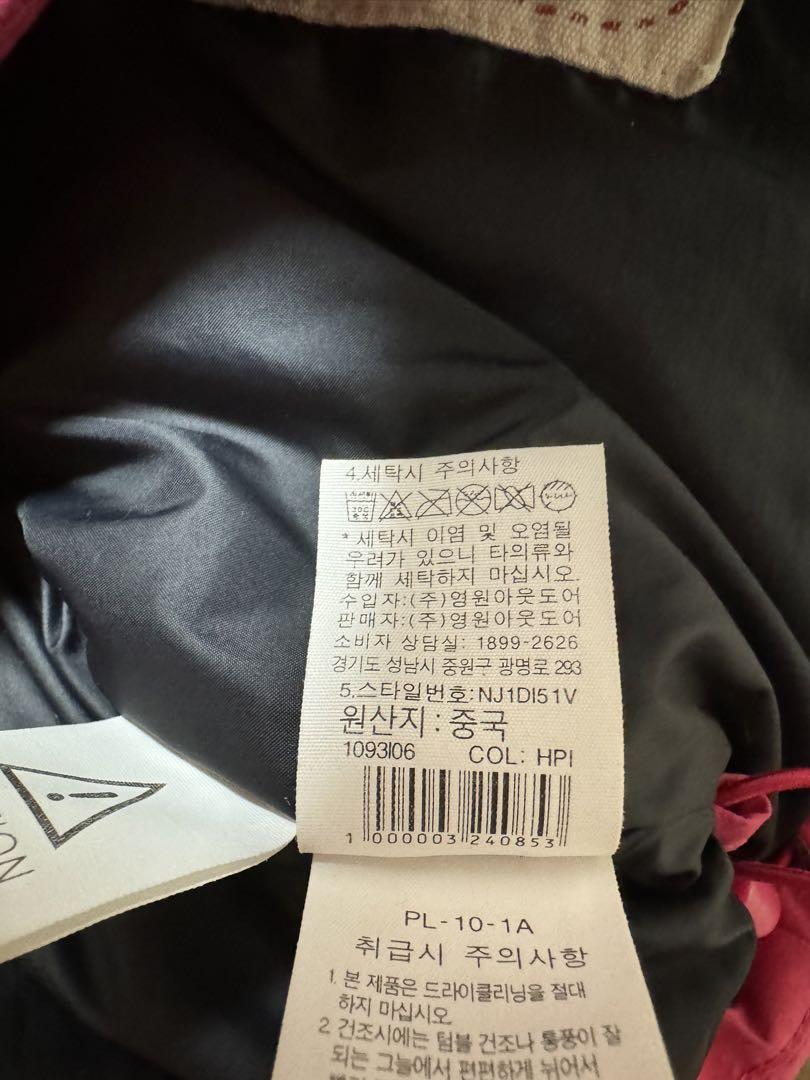 4.세탁시 주의사항
30C
중성
* 세탁시 이염 및 오염될
우려가 있으니 타의류와
함께 세탁하지 마십시오.
수입자:(주)영원아웃도어
판매자:(주)영원아웃도어
소비자 상담실: 1899-2626
경기도 성남시 중원구 광명로 293
5.스타일번호:NJ1DI51V
원산지 : 중국
1093I06 COL: HPI
1 000003 240853
PL-10-1A
취급시 주의사항
1. 본 제품은 드라이클리닝을 절대
하지 마십시오.
2 건조시에는 텀블 건조나 통풍이 잘
되는 그늘에서 편편하게 뉘어서